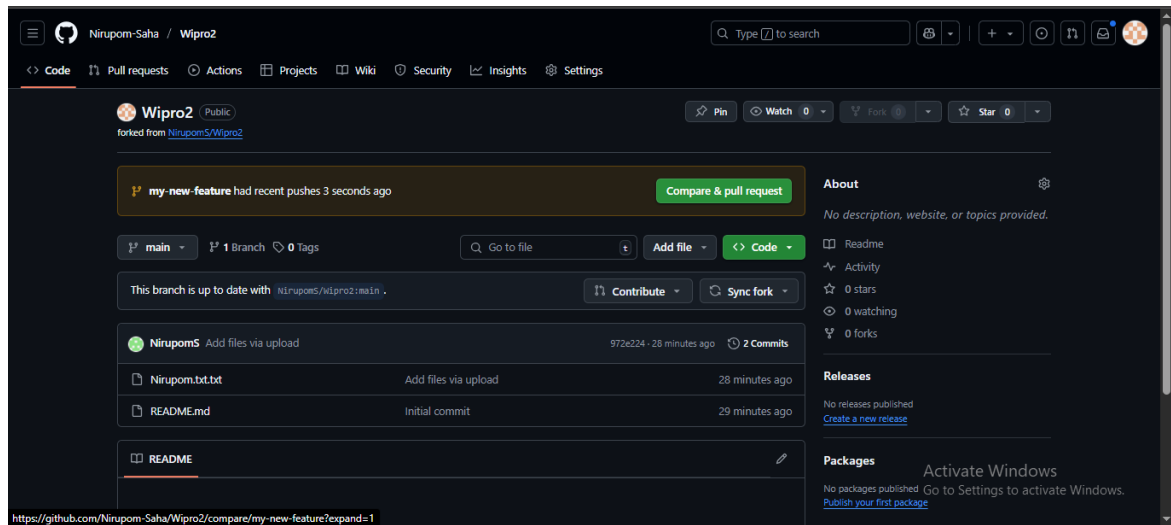 Nirupom-Saha / Wipro2
Type / to search
<> Code Pull requests Actions Projects Wiki Security Insights Settings
Wipro2 Public
Pin Watch 0 Fork 0 Star 0
forked from NirupomS/Wipro2
my-new-feature had recent pushes 3 seconds ago
Compare & pull request
main 1 Branch 0 Tags
Go to file t
Add file <> Code
This branch is up to date with NirupomS/Wipro2:main .
Contribute Sync fork
NirupomS Add files via upload 972e224 · 28 minutes ago 2 Commits
Nirupom.txt.txt Add files via upload 28 minutes ago
README.md Initial commit 29 minutes ago
README
About
No description, website, or topics provided.
Readme
Activity
0 stars
0 watching
0 forks
Releases
No releases published
Create a new release
Packages
No packages published
Publish your first package
Activate Windows
Go to Settings to activate Windows.
https://github.com/Nirupom-Saha/Wipro2/compare/my-new-feature?expand=1